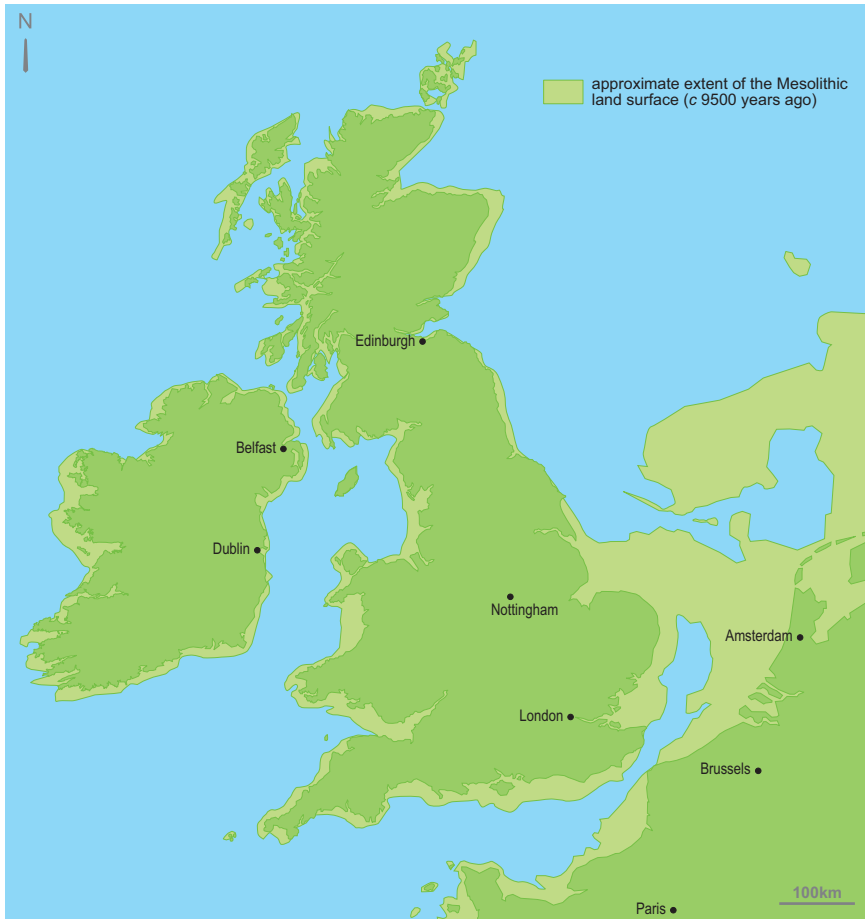 N
approximate extent of the Mesolithic
land surface (c 9500 years ago)
Edinburgh
Belfast
Dublin
Nottingham
Amsterdam
London
Brussels
100km
Paris